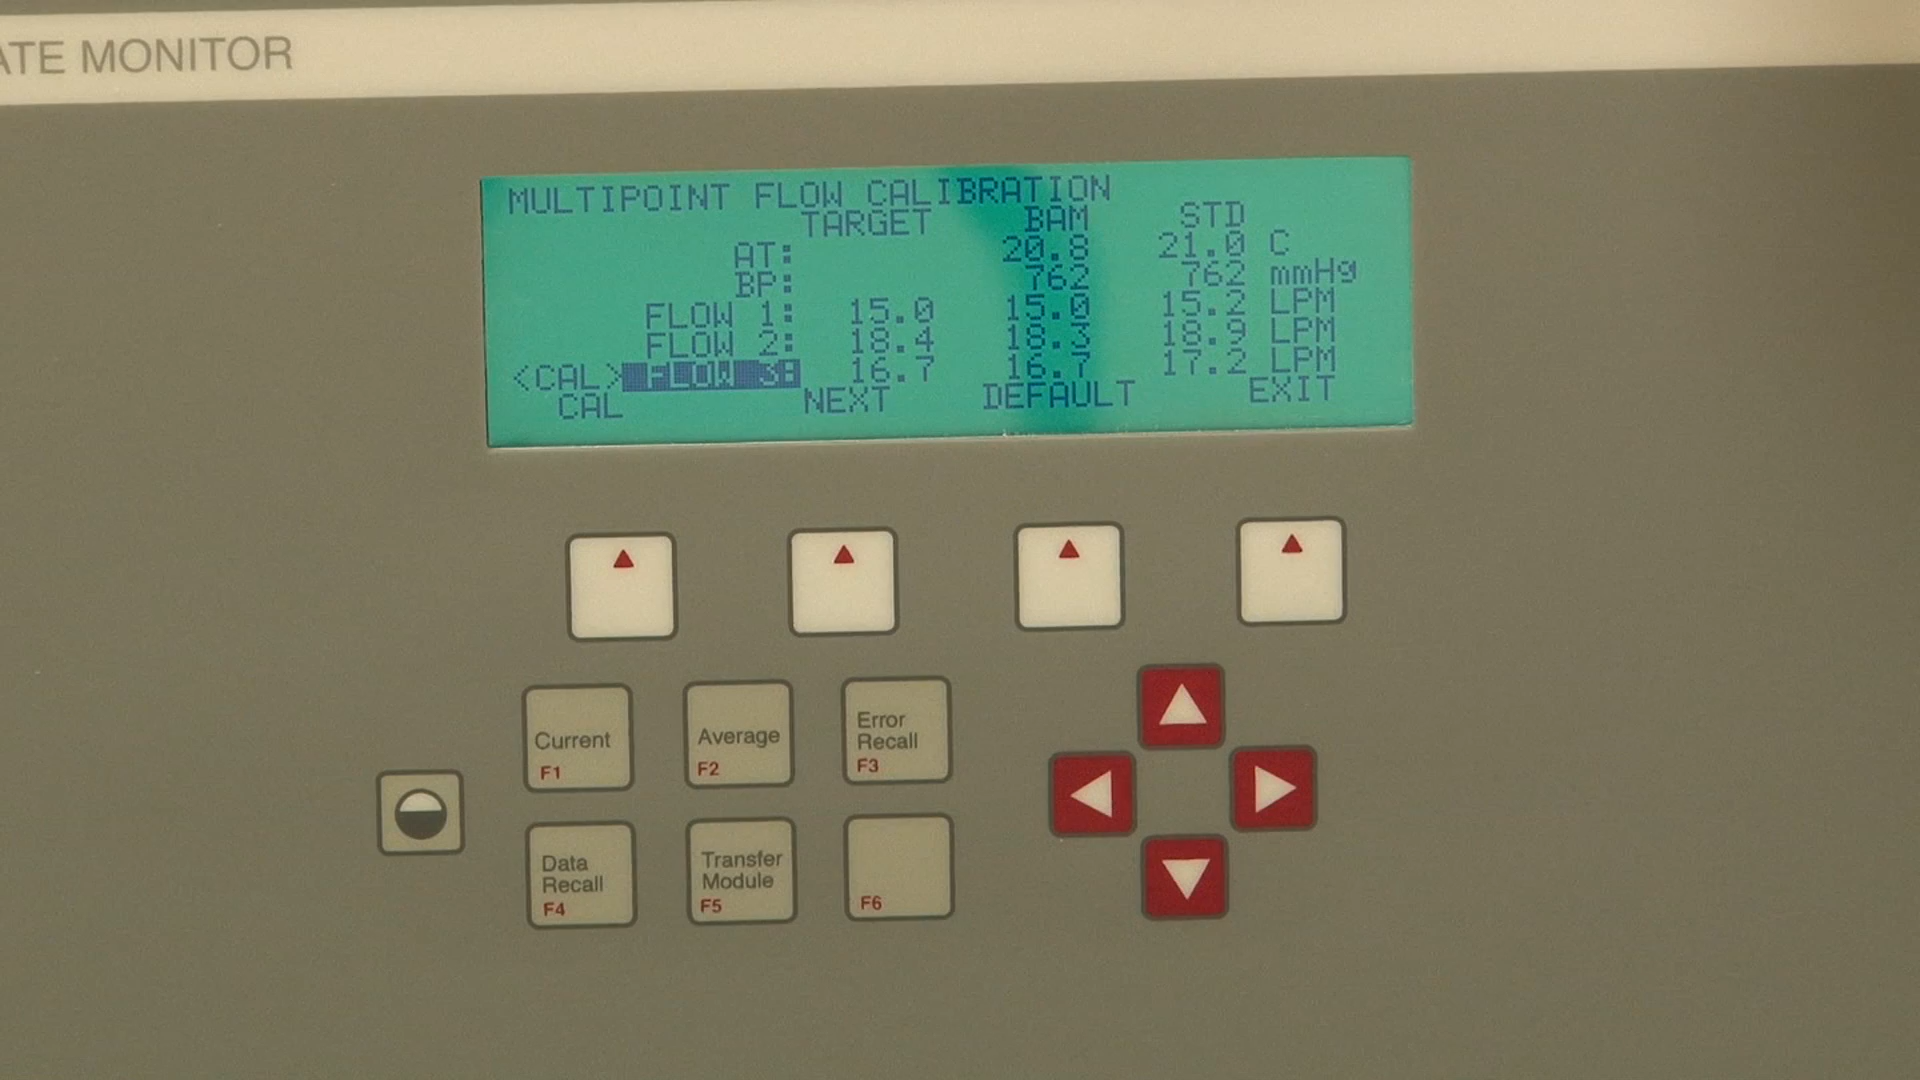 ATE MONITOR
MULTIPOINT FLOW CALIBRATION
TARGET BAM STD
AT: 20.8 21.0 C
BP: 762 762 mmHg
FLOW 1: 15.0 15.0 15.2 LPM
FLOW 2: 18.4 18.3 18.9 LPM
<CAL> FLOW 3: 16.7 16.7 17.2 LPM
CAL NEXT DEFAULT EXIT
Current
F1
Average
F2
Error
Recall
F3
Data
Recall
F4
Transfer
Module
F5
F6